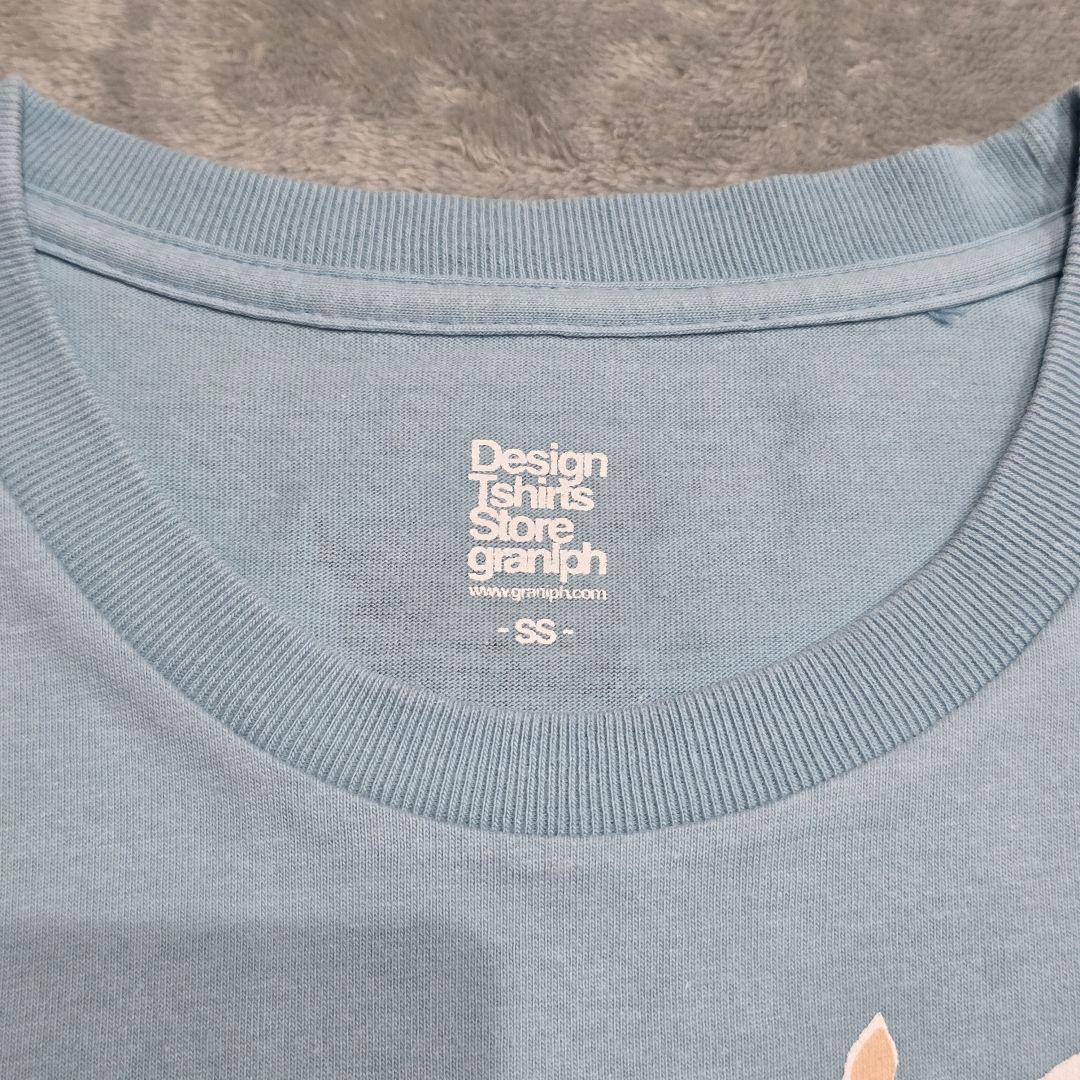 Design
Tshirts
Store
graniph
www.graniph.com
- SS -